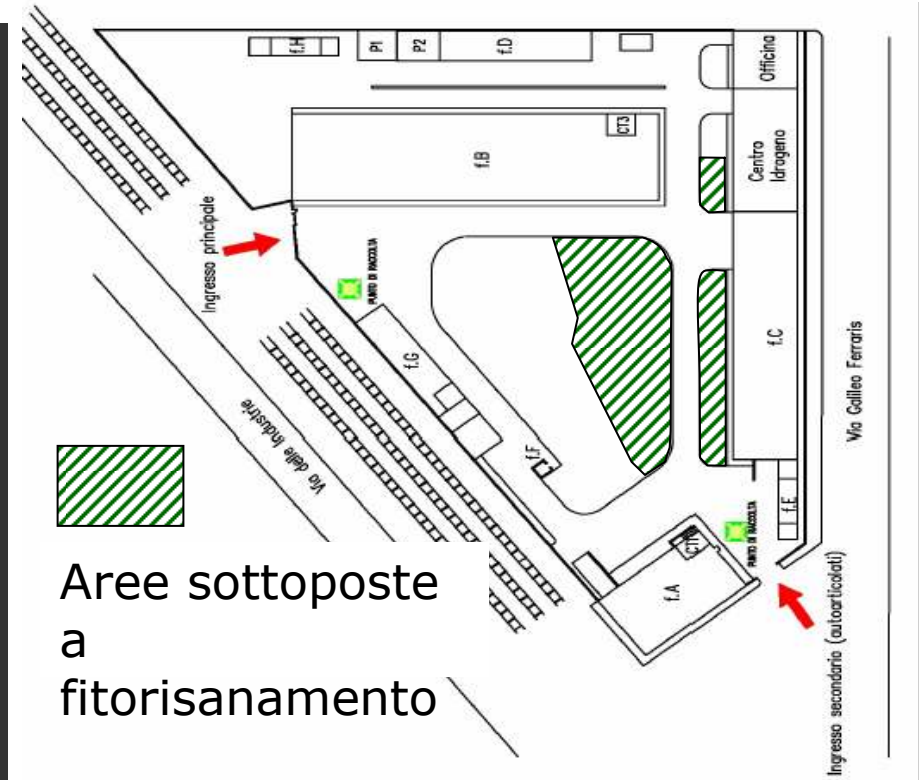 f.H
P1
P2
f.D
Officina
CT3
f.B
Centro
Idrogeno
Ingresso principale
PUNTO DI RACCOLTA
f.G
f.C
Via delle Industrie
Via Galileo Ferraris
f.F
f.E
PUNTO DI RACCOLTA
f.A
Ingresso secondario (autoarticolati)
Aree sottoposte
a
fitorisanamento